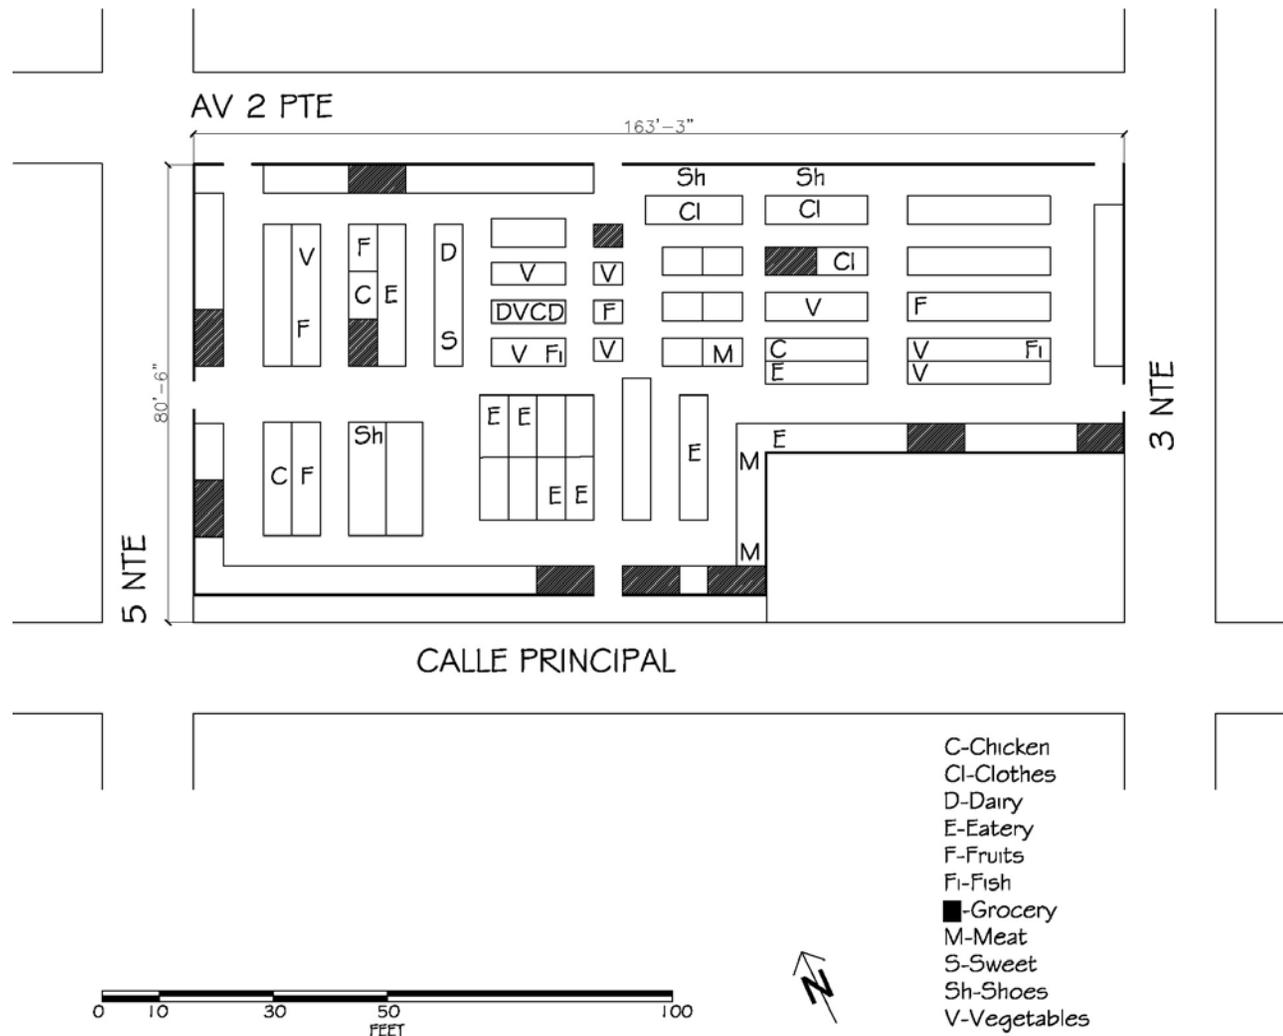 AV 2 PTE
163'-3"
Sh Sh
Cl Cl
F D
V
Cl
V V
C E
DVCD F V F
F S
V Fi V M C V Fi
E V
80'-6"
3 NTE
E E
Sh
E
M E
C F
E E
M
5 NTE
CALLE PRINCIPAL
C-Chicken
Cl-Clothes
D-Dairy
E-Eatery
F-Fruits
Fi-Fish
-Grocery
M-Meat
S-Sweet
Sh-Shoes
V-Vegetables
N
0 10 30 50 100
FEET